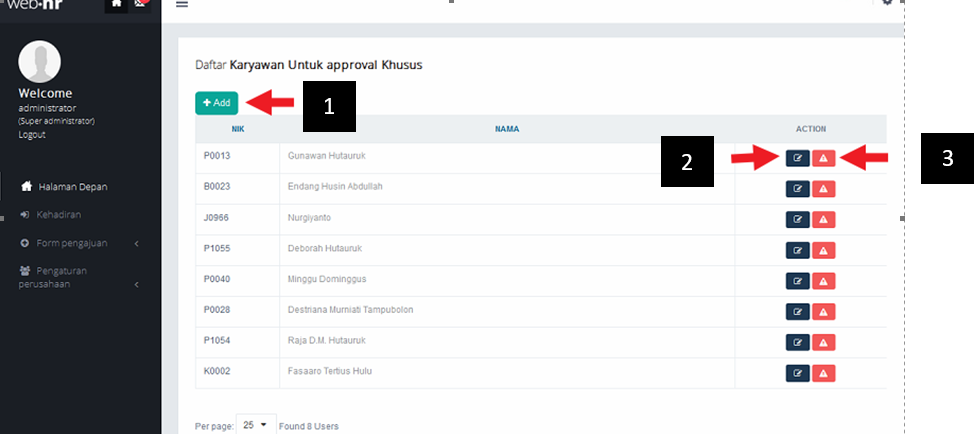 web•hr
Welcome
administrator
(Super administrator)
Logout
Halaman Depan
Kehadiran
Form pengajuan
Pengaturan
perusahaan
Daftar Karyawan Untuk approval Khusus
+ Add
1
NIK NAMA ACTION
P0013 Gunawan Hutauruk
2
3
B0023 Endang Husin Abdullah
J0966 Nurgiyanto
P1055 Deborah Hutauruk
P0040 Minggu Dominggus
P0028 Destriana Murniati Tampubolon
P1054 Raja D.M. Hutauruk
K0002 Fasaaro Tertius Hulu
Per page: 25 Found 8 Users